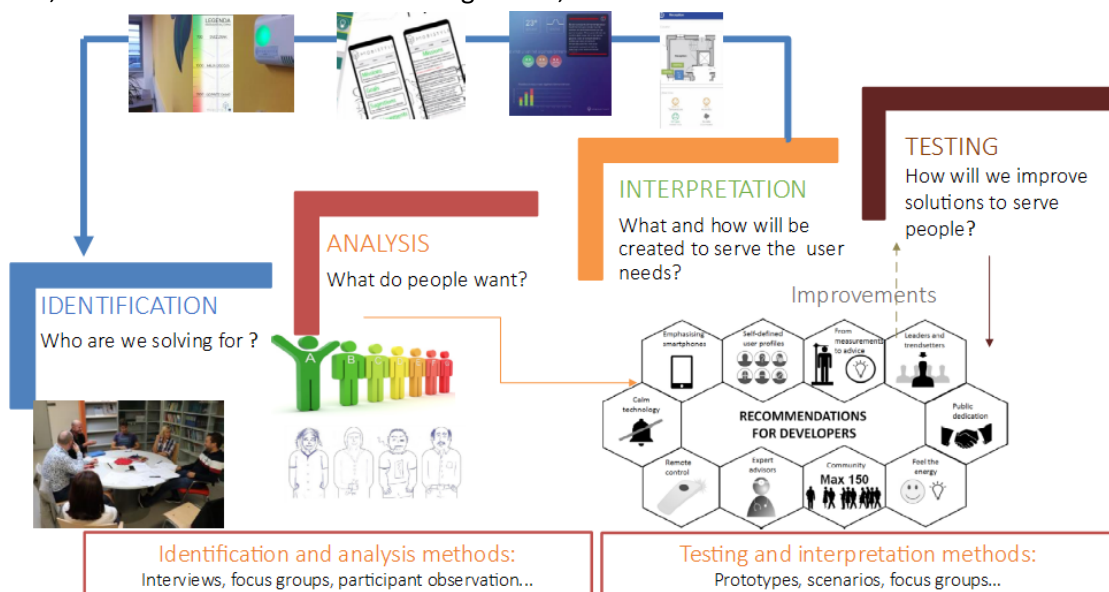 LEGENDA
23°
TESTING
How will we improve
solutions to serve
people?
INTERPRETATION
What and how will be
created to serve the user
needs?
ANALYSIS
What do people want?
IDENTIFICATION
Who are we solving for ?
A
B
C
Improvements
Emphasising
smartphones
Self-defined
user profiles
From
measurements
to advice
Leaders and
trendsetters
Calm
technology
RECOMMENDATIONS
FOR DEVELOPERS
Public
dedication
Remote
control
Expert
advisors
Community
Max 150
Feel the
energy
Identification and analysis methods:
Interviews, focus groups, participant observation...
Testing and interpretation methods:
Prototypes, scenarios, focus groups...